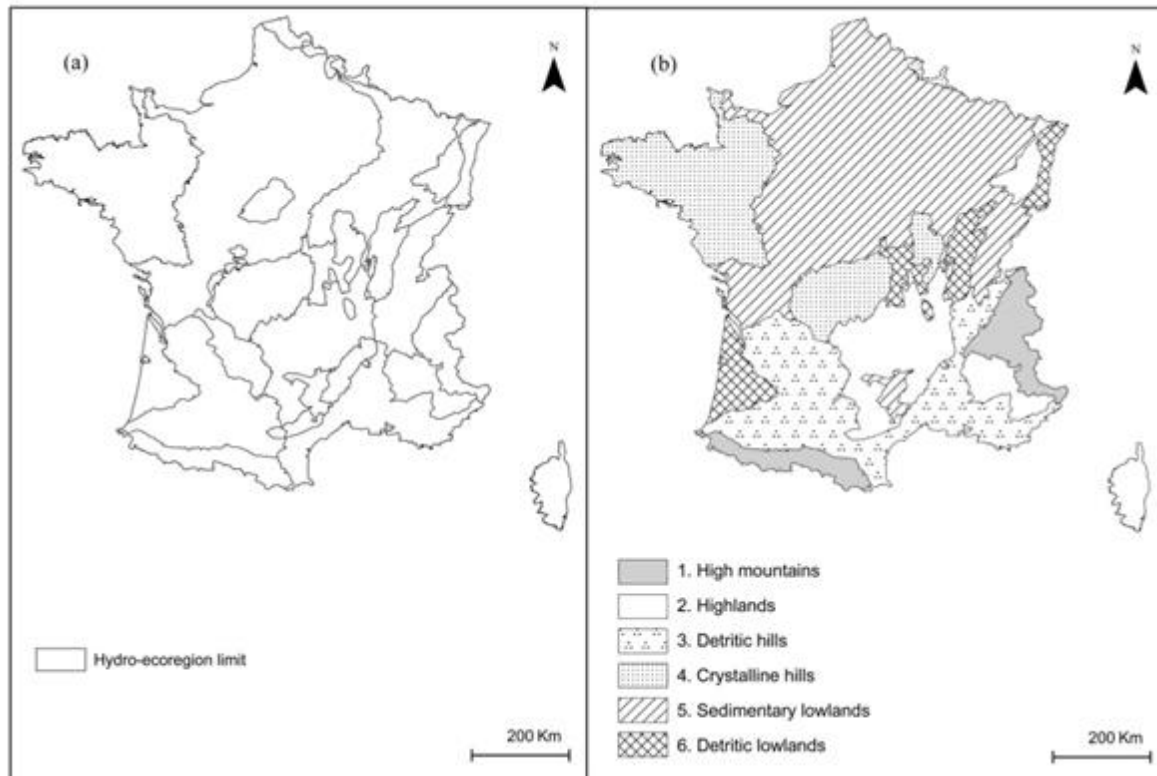 (a)
N
Hydro-ecoregion limit
200 Km
(b)
N
1. High mountains
2. Highlands
3. Detritic hills
4. Crystalline hills
5. Sedimentary lowlands
6. Detritic lowlands
200 Km